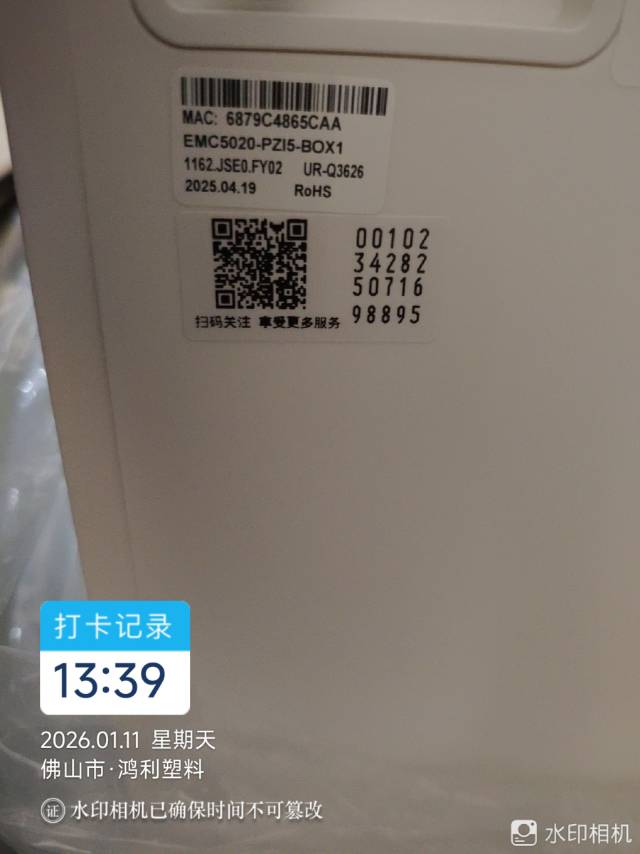 MAC: 6879C4865CAA
EMC5020-PZI5-BOX1
1162.JSE0.FY02 UR-Q3626
2025.04.19 RoHS
00102
34282
50716
98895
扫码关注 享受更多服务
打卡记录
13:39
2026.01.11 星期天
佛山市·鸿利塑料
证 水印相机已确保时间不可篡改
水印相机